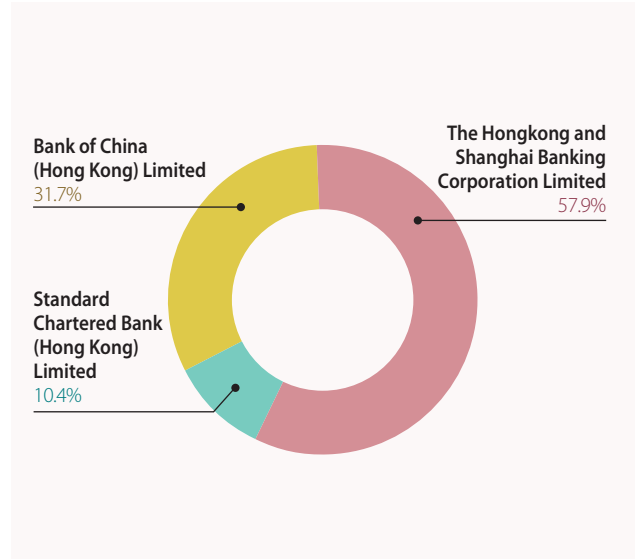 The Hongkong and
Shanghai Banking
Corporation Limited
57.9%
Bank of China
(Hong Kong) Limited
31.7%
Standard
Chartered Bank
(Hong Kong)
Limited
10.4%